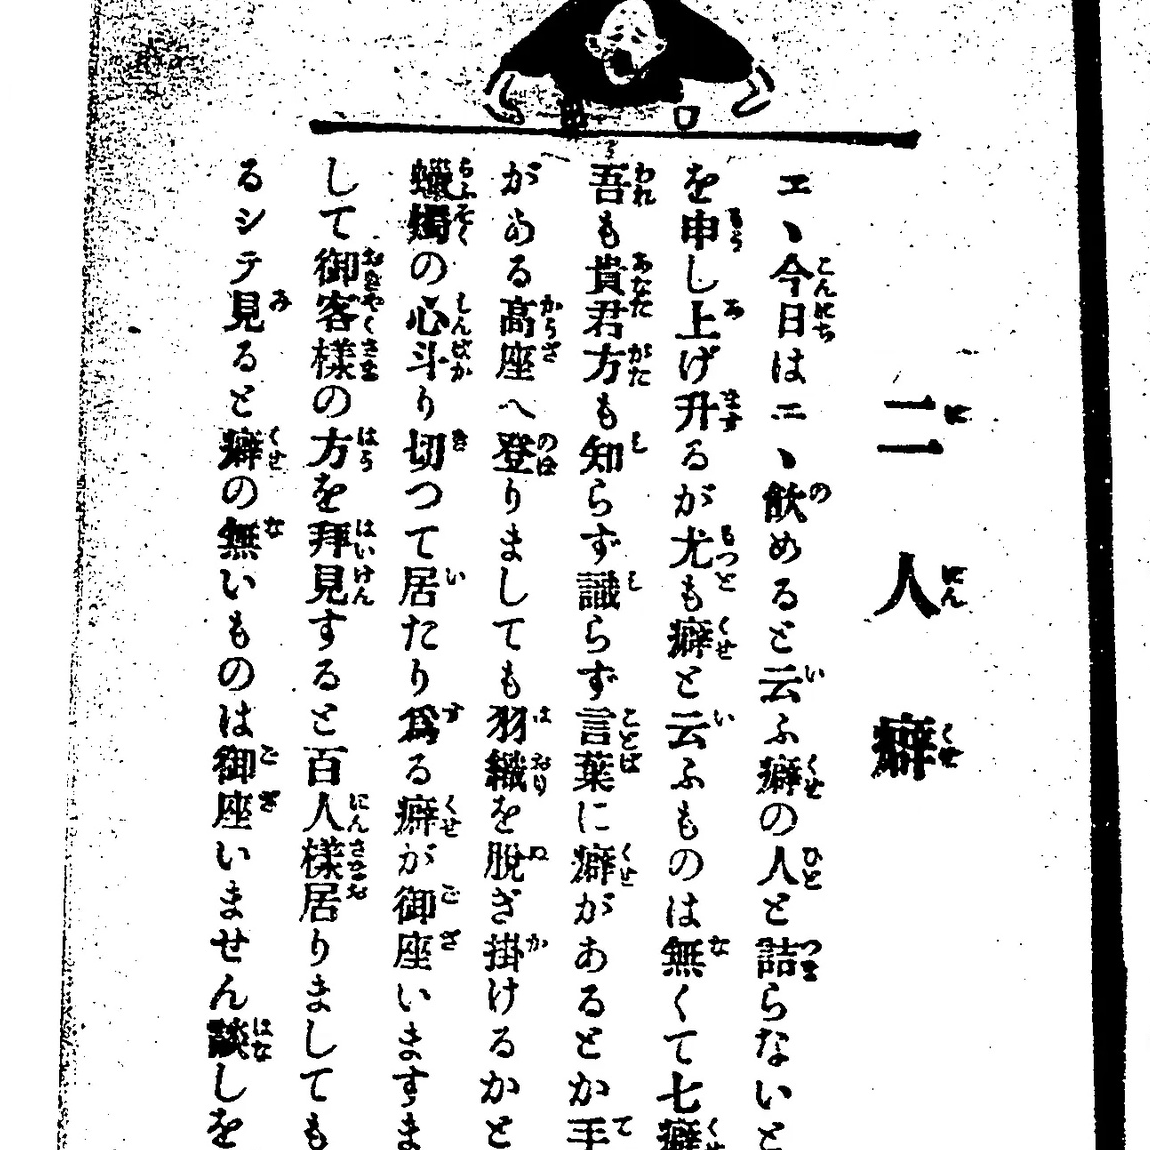 二人癖
エヽ今日はニヽ飲めると云ふ癖の人と詰らないと
を申し上げ升るが尤も癖と云ふものは無くて七癖
吾も貴君方も知らず識らず言葉に癖があるとか手
がある高座へ登りましても羽織を脱ぎ掛けるかと
蠟燭の心斗り切つて居たり爲る癖が御座いますま
して御客樣の方を拜見すると百人樣居りましても
るシテ見ると癖の無いものは御座いません談しを